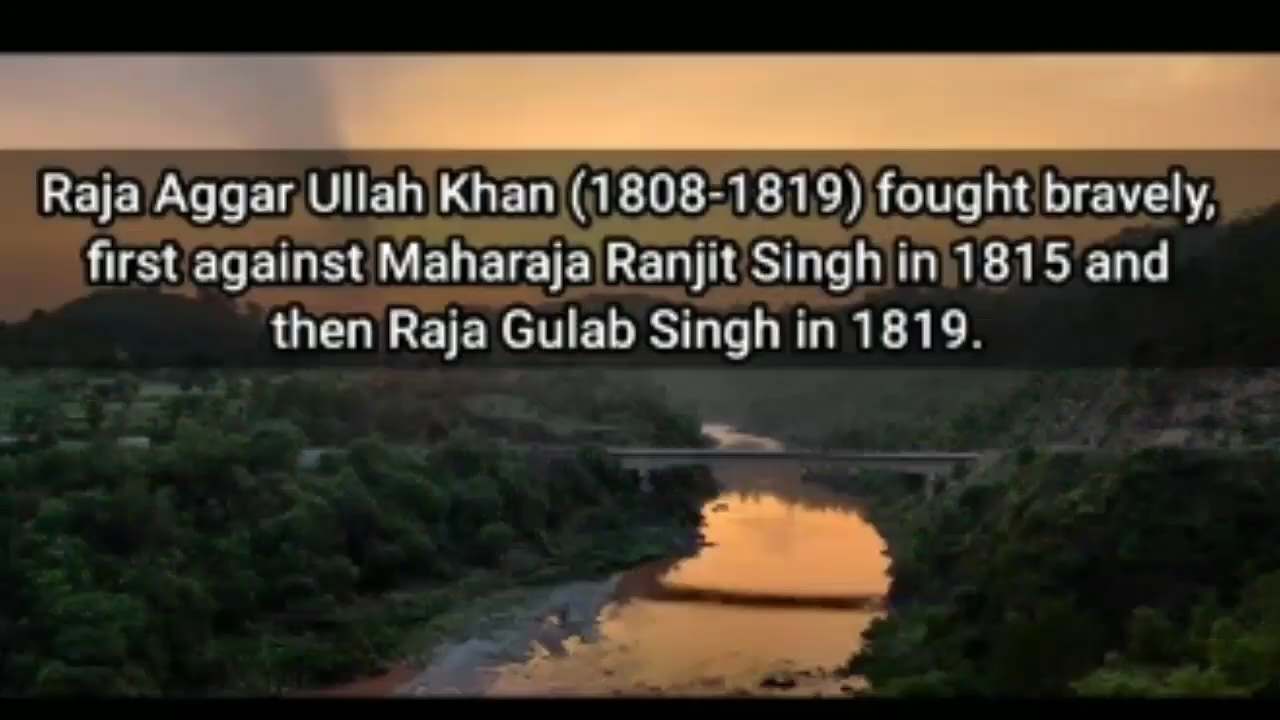 Raja Aggar Ullah Khan (1808-1819) fought bravely,
first against Maharaja Ranjit Singh in 1815 and
then Raja Gulab Singh in 1819.